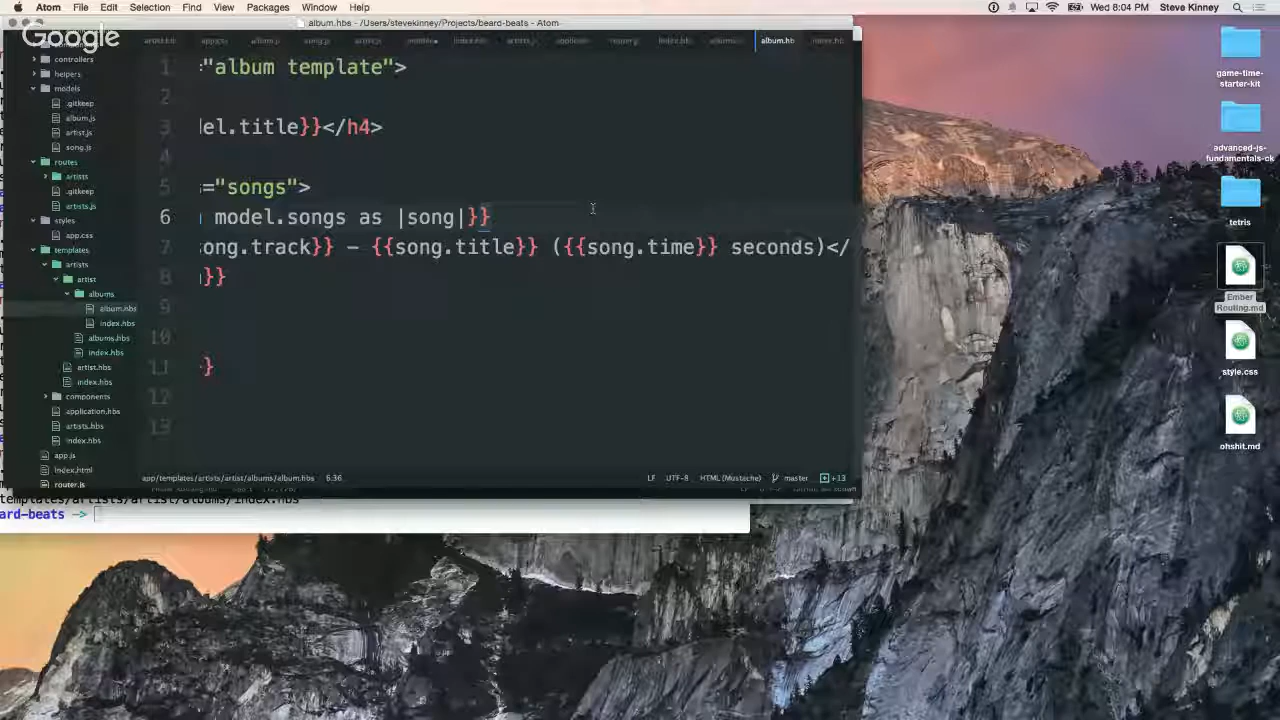 Atom File Edit Selection View Find Packages Window Help Wed 8:04 PM Steve Kinney
album.hbs - /Users/stevekinney/Projects/beard-beats - Atom
Google
album.hb
controllers
helpers
models
.gitkeep
album.js
artist.js
song.js
routes
artists
.gitkeep
artists.js
styles
app.css
templates
artists
artist
albums
album.hbs
index.hbs
albums.hbs
index.hbs
artist.hbs
index.hbs
components
application.hbs
artists.hbs
index.hbs
app.js
index.html
router.js
1 ="album template">
2
3 el.title}}</h4>
4
5 ="songs">
6 model.songs as |song|}}
7 ong.track}} – {{song.title}} ({{song.time}} seconds)</
8 }}
9
10
11 }
12
13
app/templates/artists/artist/albums/album.hbs 6:36 LF UTF-8 HTML (Mustache) master +13
templates/artists/artist/albums/index.hbs
ard-beats ->
game-time-
starter-kit
advanced-js-
fundamentals-ck
tetris
Ember
Routing.md
style.css
ohshit.md